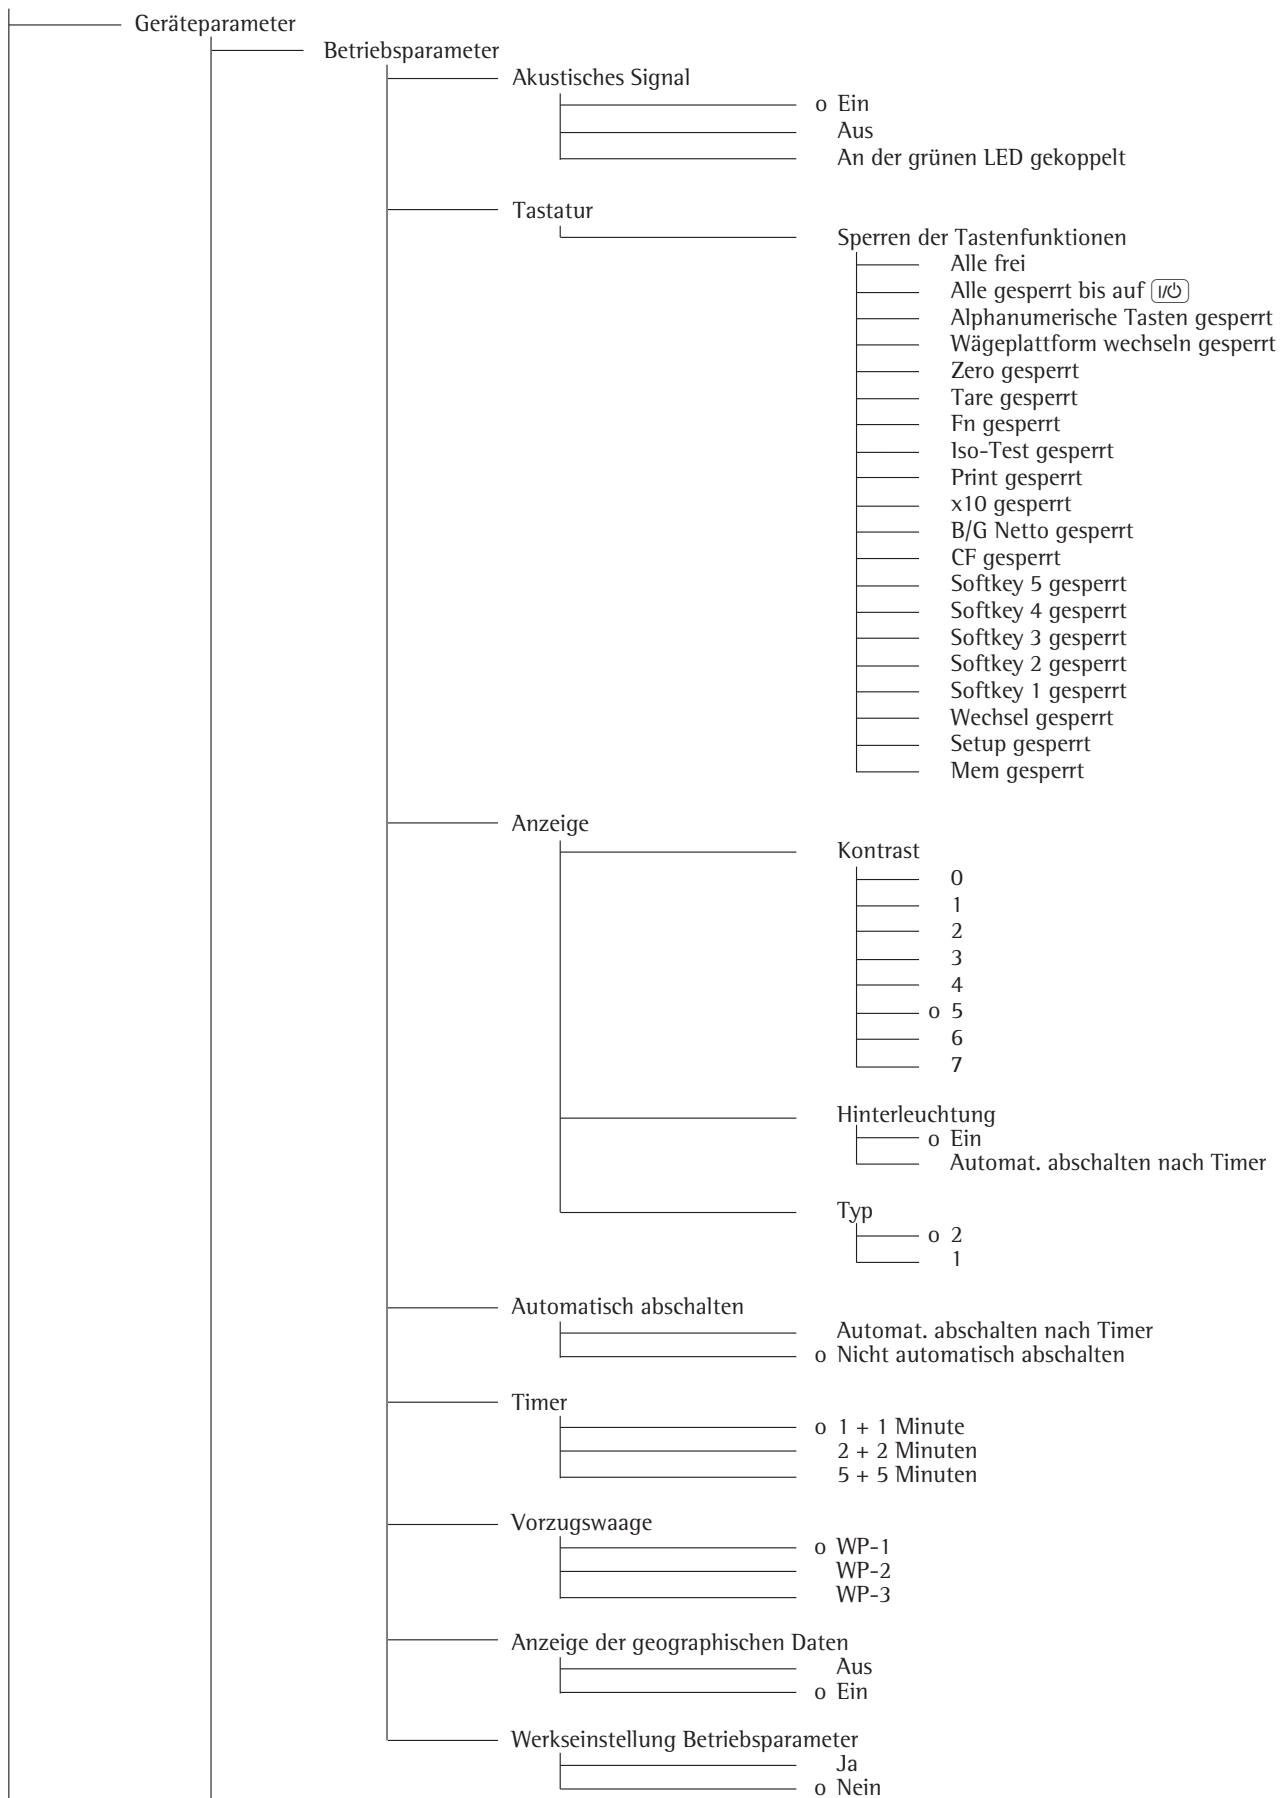 Geräteparameter
Betriebsparameter
Akustisches Signal
o Ein
Aus
An der grünen LED gekoppelt
Tastatur
Sperren der Tastenfunktionen
Alle frei
Alle gesperrt bis auf I/⏻
Alphanumerische Tasten gesperrt
Wägeplattform wechseln gesperrt
Zero gesperrt
Tare gesperrt
Fn gesperrt
Iso-Test gesperrt
Print gesperrt
x10 gesperrt
B/G Netto gesperrt
CF gesperrt
Softkey 5 gesperrt
Softkey 4 gesperrt
Softkey 3 gesperrt
Softkey 2 gesperrt
Softkey 1 gesperrt
Wechsel gesperrt
Setup gesperrt
Mem gesperrt
Anzeige
Kontrast
0
1
2
3
4
o 5
6
7
Hinterleuchtung
o Ein
Automat. abschalten nach Timer
Typ
o 2
1
Automatisch abschalten
Automat. abschalten nach Timer
o Nicht automatisch abschalten
Timer
o 1 + 1 Minute
2 + 2 Minuten
5 + 5 Minuten
Vorzugswaage
o WP-1
WP-2
WP-3
Anzeige der geographischen Daten
Aus
o Ein
Werkseinstellung Betriebsparameter
Ja
o Nein